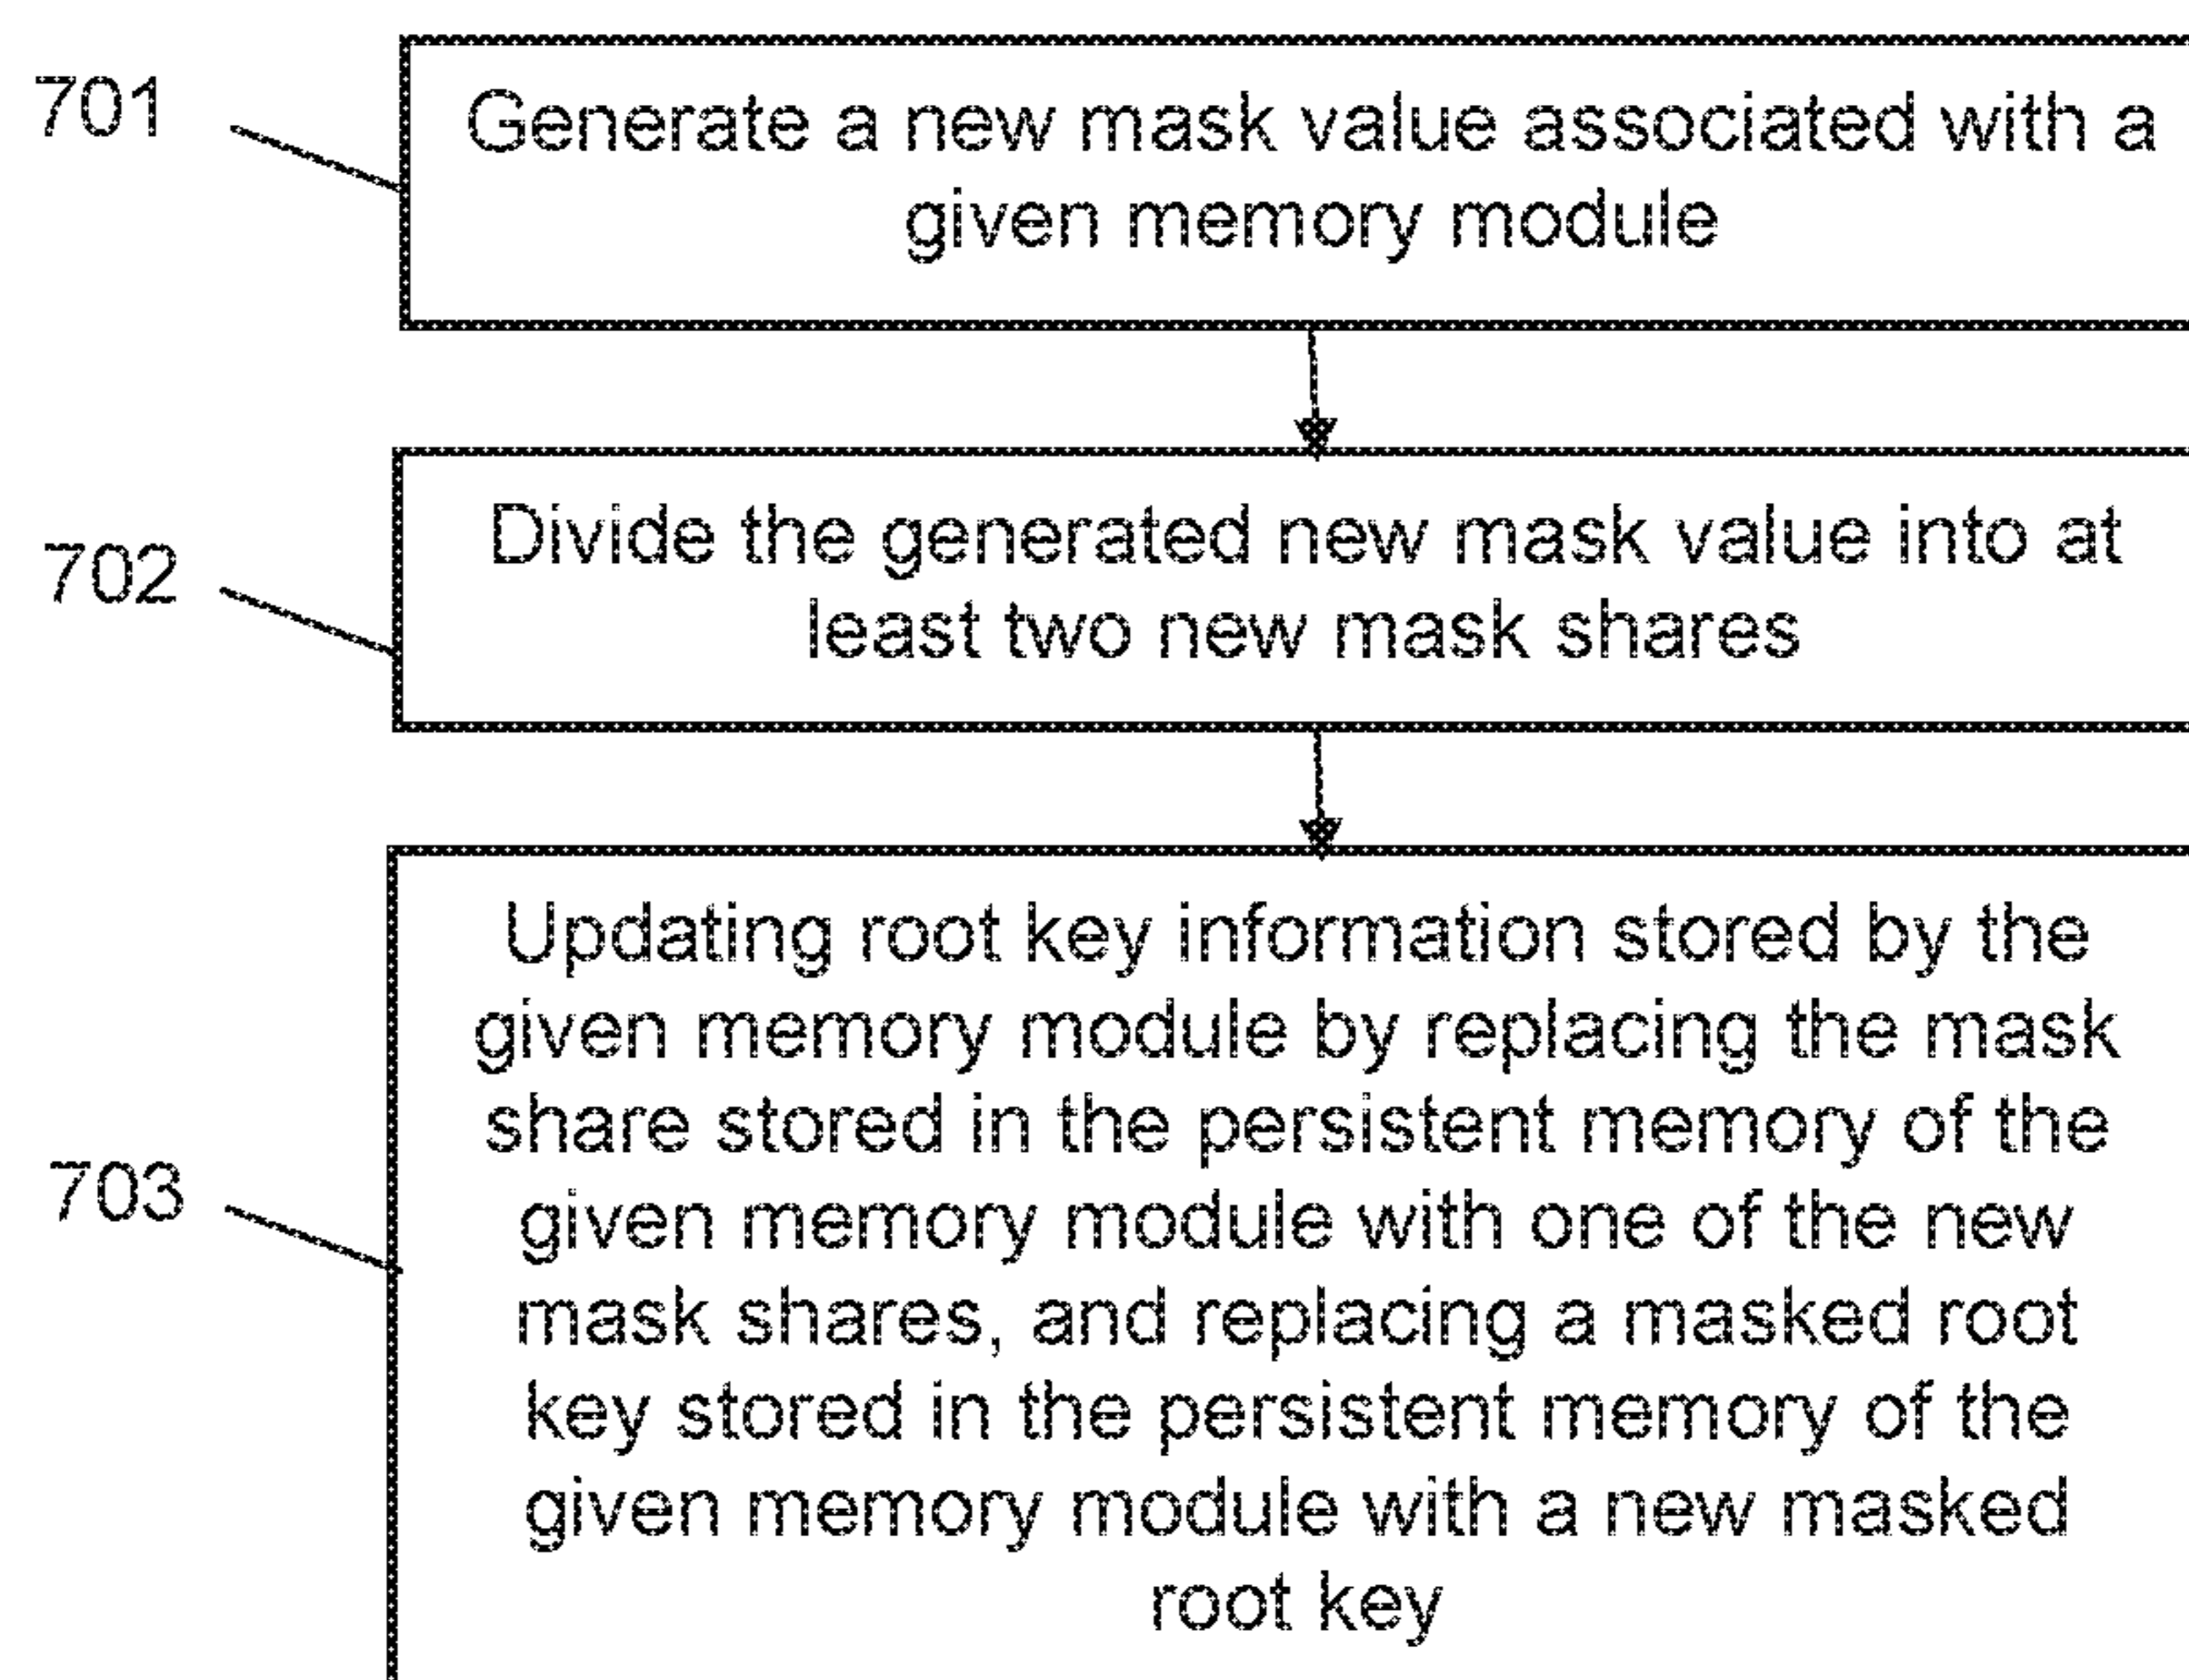 701
Generate a new mask value associated with a
given memory module
702
Divide the generated new mask value into at
least two new mask shares
703
Updating root key information stored by the
given memory module by replacing the mask
share stored in the persistent memory of the
given memory module with one of the new
mask shares, and replacing a masked root
key stored in the persistent memory of the
given memory module with a new masked
root key